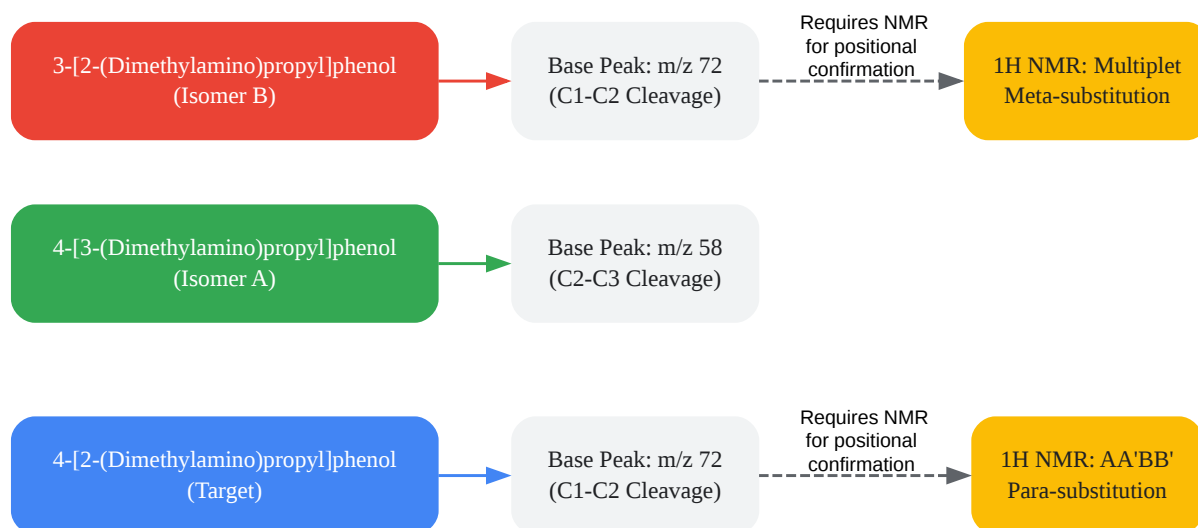 3-[2-(Dimethylamino)propyl]phenol
(Isomer B)
Base Peak: m/z 72
(C1-C2 Cleavage)
Requires NMR
for positional
confirmation
1H NMR: Multiplet
Meta-substitution
4-[3-(Dimethylamino)propyl]phenol
(Isomer A)
Base Peak: m/z 58
(C2-C3 Cleavage)
4-[2-(Dimethylamino)propyl]phenol
(Target)
Base Peak: m/z 72
(C1-C2 Cleavage)
Requires NMR
for positional
confirmation
1H NMR: AA'BB'
Para-substitution